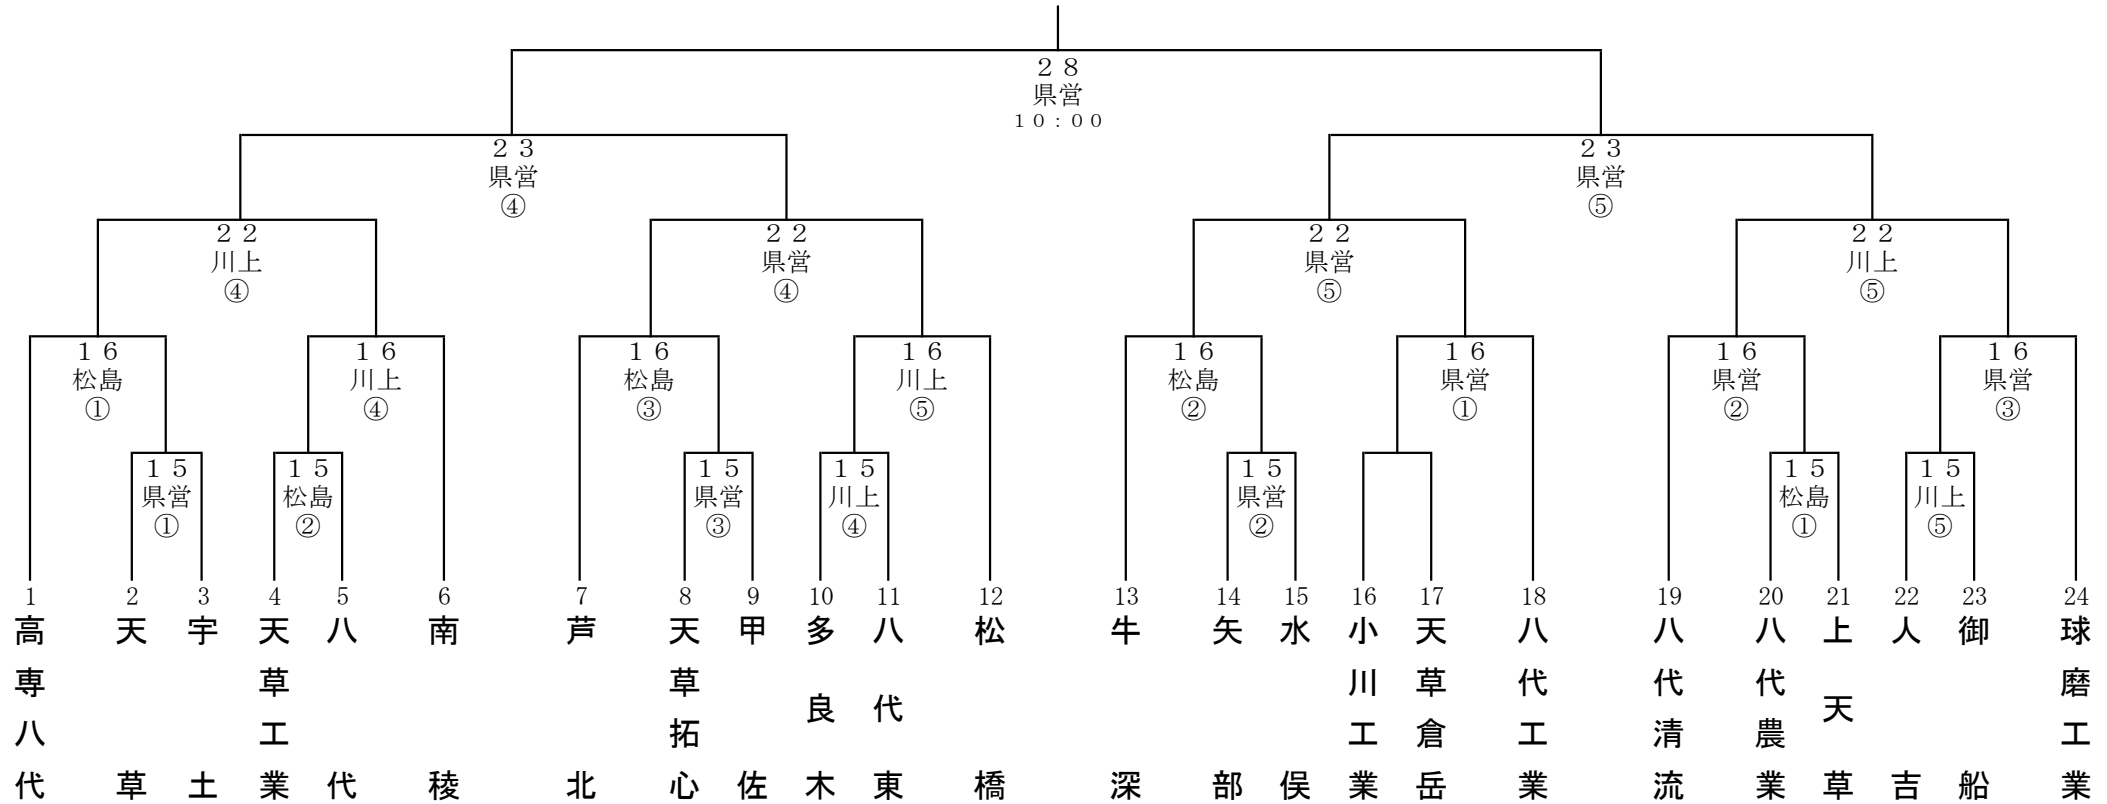 ２８
県営
１０：００
２３
県営
④
２３
県営
⑤
２２
川上
④
２２
県営
④
２２
県営
⑤
２２
川上
⑤
１６
松島
①
１６
川上
④
１６
松島
③
１６
川上
⑤
１６
松島
②
１６
県営
①
１６
県営
②
１６
県営
③
１５
県営
①
１５
松島
②
１５
県営
③
１５
川上
④
１５
県営
②
１５
松島
①
１５
川上
⑤
1
高専八代
2
天草
3
宇土
4
天草工業
5
八代
6
南稜
7
芦北
8
天草拓心
9
甲佐
10
多良木
11
八代東
12
松橋
13
牛深
14
矢部
15
水俣
16
小川工業
17
天草倉岳
18
八代工業
19
八代清流
20
八代農業
21
上天草
22
人吉
23
御船
24
球磨工業